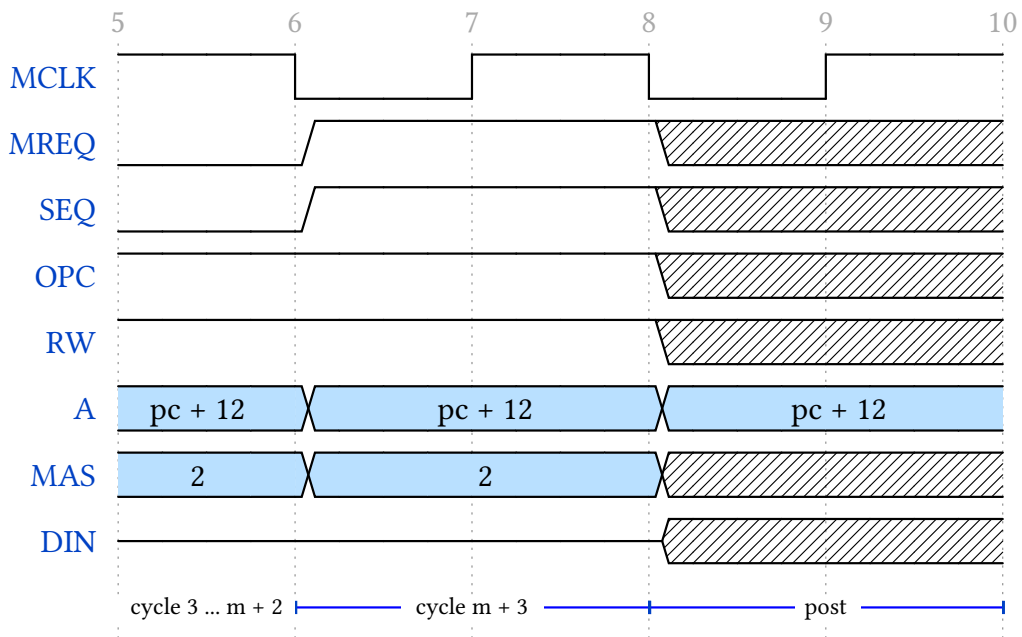 5 6 7 8 9 10
MCLK
MREQ
SEQ
OPC
RW
A pc + 12 pc + 12 pc + 12
MAS 2 2
DIN
cycle 3 ... m + 2 cycle m + 3 post